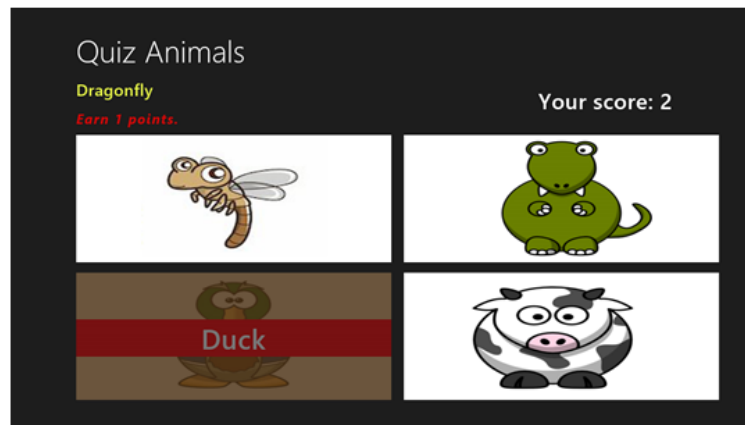 Quiz Animals
Dragonfly
Your score: 2
Earn 1 points.
Duck